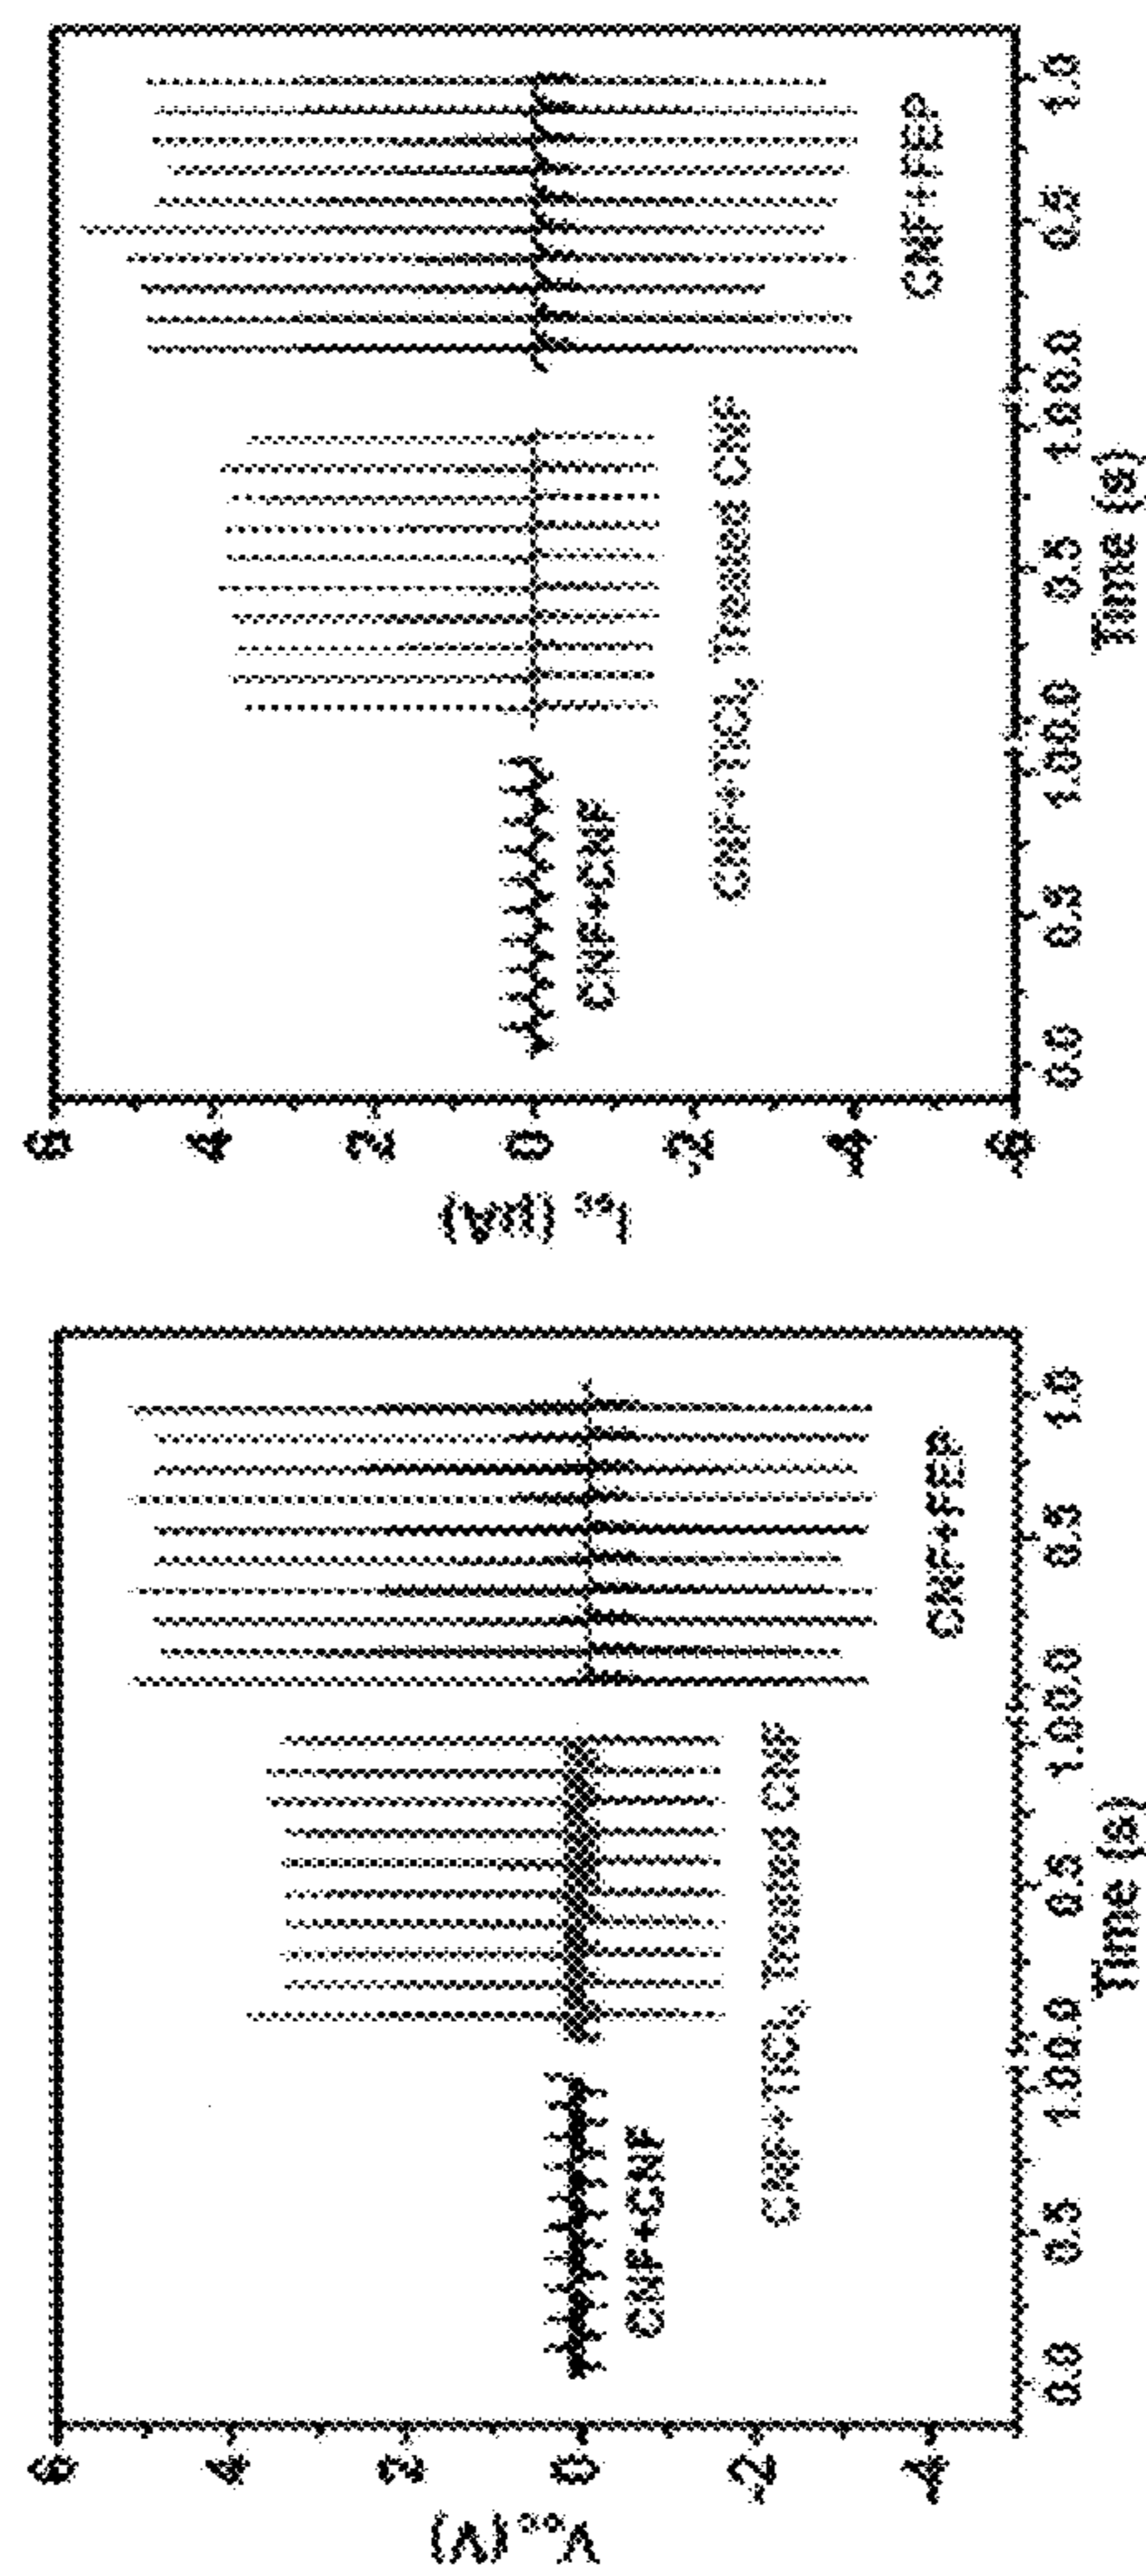 V_oc (V)
6
4
2
0
-2
-4
CNF+CNF
CNF+TiCl₄ Treated CNF
CNF+FEP
0.0 0.5 1.00.0 0.5 1.00.0 0.5 1.0
Time (s)
I_sc (μA)
6
4
2
0
-2
-4
-6
CNF+CNF
CNF+TiCl₄ Treated CNF
CNF+FEP
0.0 0.5 1.00.0 0.5 1.00.0 0.5 1.0
Time (s)